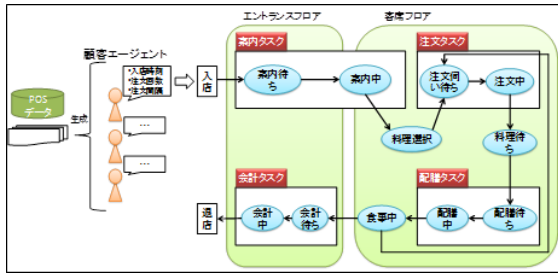 エントランスフロア
客席フロア
顧客エージェント
•入店時刻
•注文回数
•注文間隔
POS
データ
生成
…
…
入
店
案内タスク
案内待
ち
案内中
注文タスク
注文伺
い待ち
注文中
料理選択
料理待
ち
会計タスク
退
店
会計
中
会計
待ち
食事中
配膳タスク
配膳
中
配膳待
ち